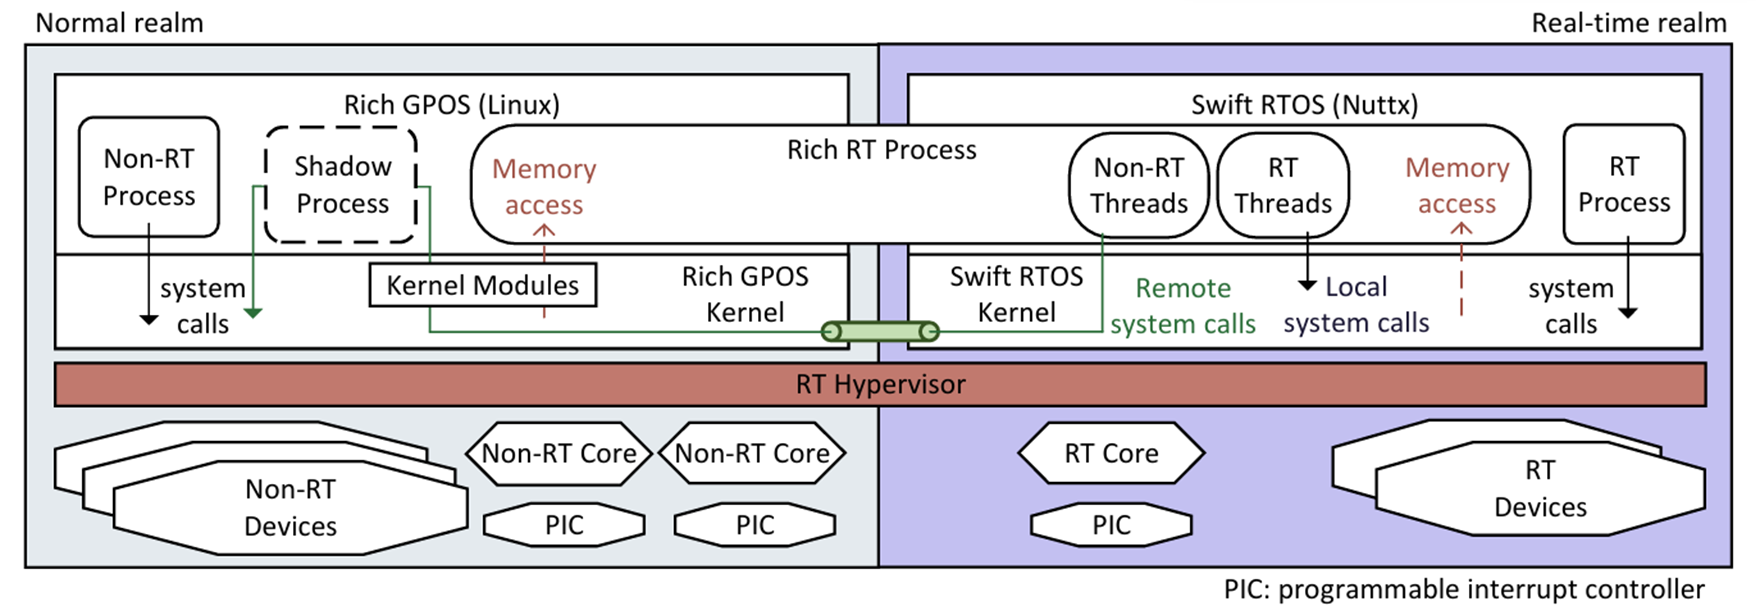 Normal realm
Real-time realm
Rich GPOS (Linux)
Swift RTOS (Nuttx)
Non-RT
Process
Shadow
Process
Memory
access
Rich RT Process
Non-RT
Threads
RT
Threads
Memory
access
RT
Process
system
calls
Kernel Modules
Rich GPOS
Kernel
Swift RTOS
Kernel
Remote
system calls
Local
system calls
system
calls
RT Hypervisor
Non-RT
Devices
Non-RT Core
Non-RT Core
PIC
PIC
RT Core
PIC
RT
Devices
PIC: programmable interrupt controller